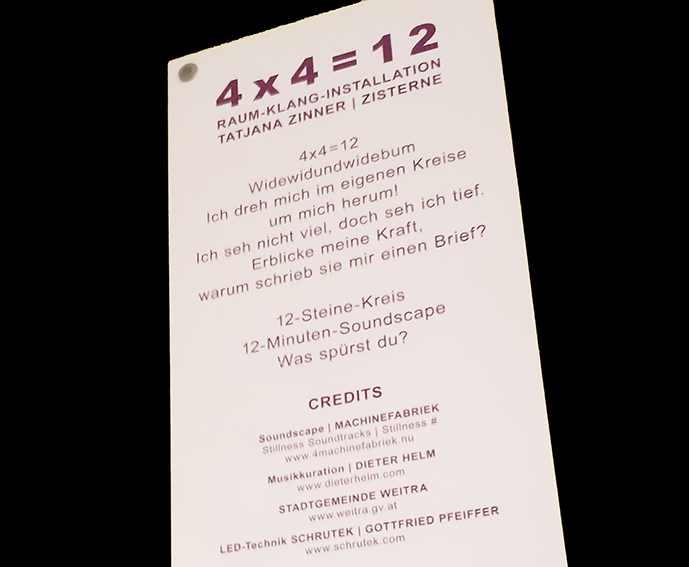 4x4=12
RAUM-KLANG-INSTALLATION
TATJANA ZINNER | ZISTERNE
4x4=12
Widewidundwidebum
Ich dreh mich im eigenen Kreise
um mich herum!
Ich seh nicht viel, doch seh ich tief.
Erblicke meine Kraft,
warum schrieb sie mir einen Brief?
12-Steine-Kreis
12-Minuten-Soundscape
Was spürst du?
CREDITS
Soundscape | MACHINEFABRIEK
Stillness Soundtracks | Stillness #
www.4machinefabriek.nu
Musikkuration | DIETER HELM
www.dieterhelm.com
STADTGEMEINDE WEITRA
www.weitra.gv.at
LED-Technik SCHRUTEK | GOTTFRIED PFEIFFER
www.schrutek.com